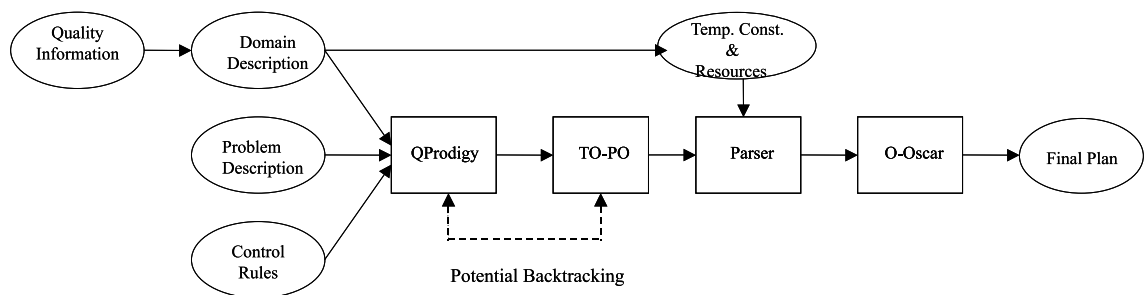 Quality
Information
Domain
Description
Temp. Const.
&
Resources
Problem
Description
QProdigy
TO-PO
Parser
O-Oscar
Final Plan
Control
Rules
Potential Backtracking